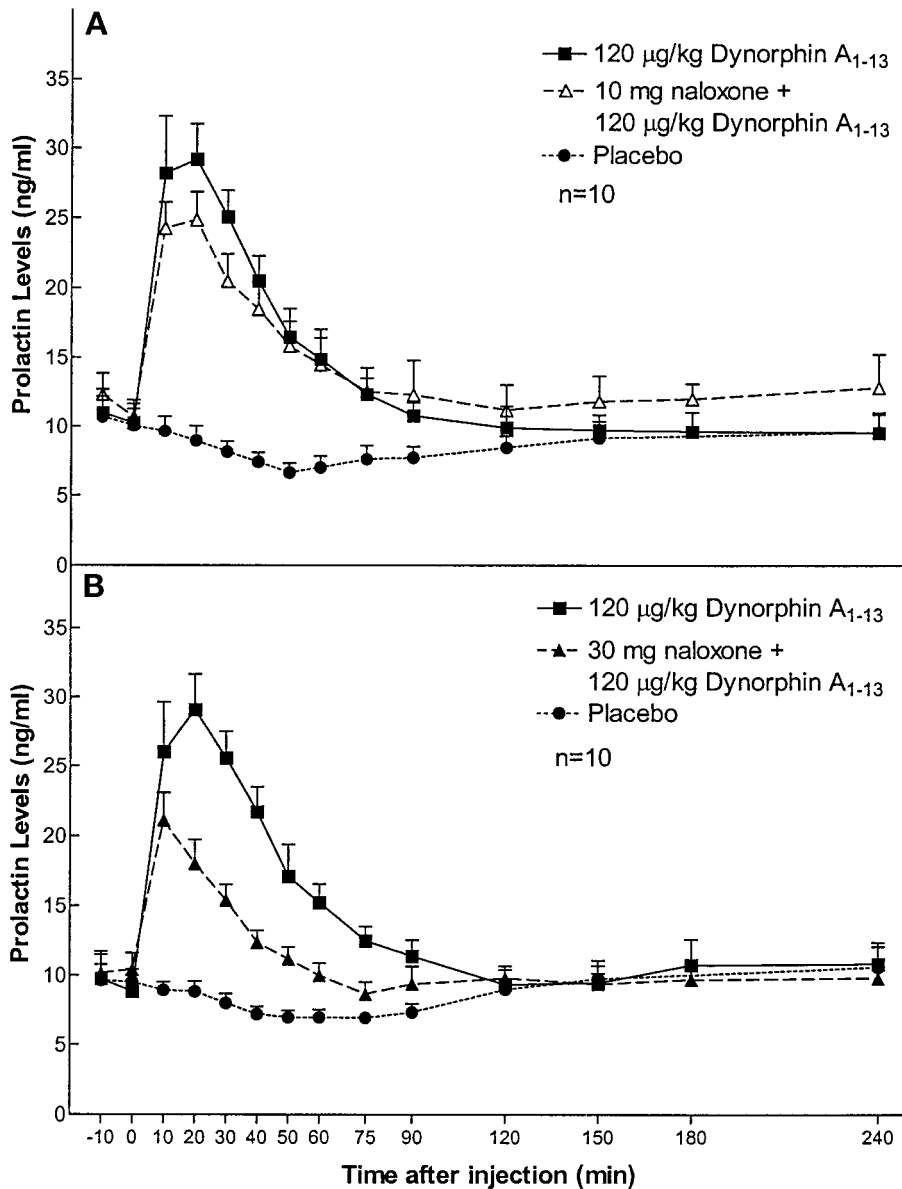 A
120 μg/kg Dynorphin A1-13
10 mg naloxone +
120 μg/kg Dynorphin A1-13
Placebo
n=10
Prolactin Levels (ng/ml)
35
30
25
20
15
10
5
0
B
120 μg/kg Dynorphin A1-13
30 mg naloxone +
120 μg/kg Dynorphin A1-13
Placebo
n=10
Prolactin Levels (ng/ml)
35
30
25
20
15
10
5
0
-10 0 10 20 30 40 50 60 75 90 120 150 180 240
Time after injection (min)